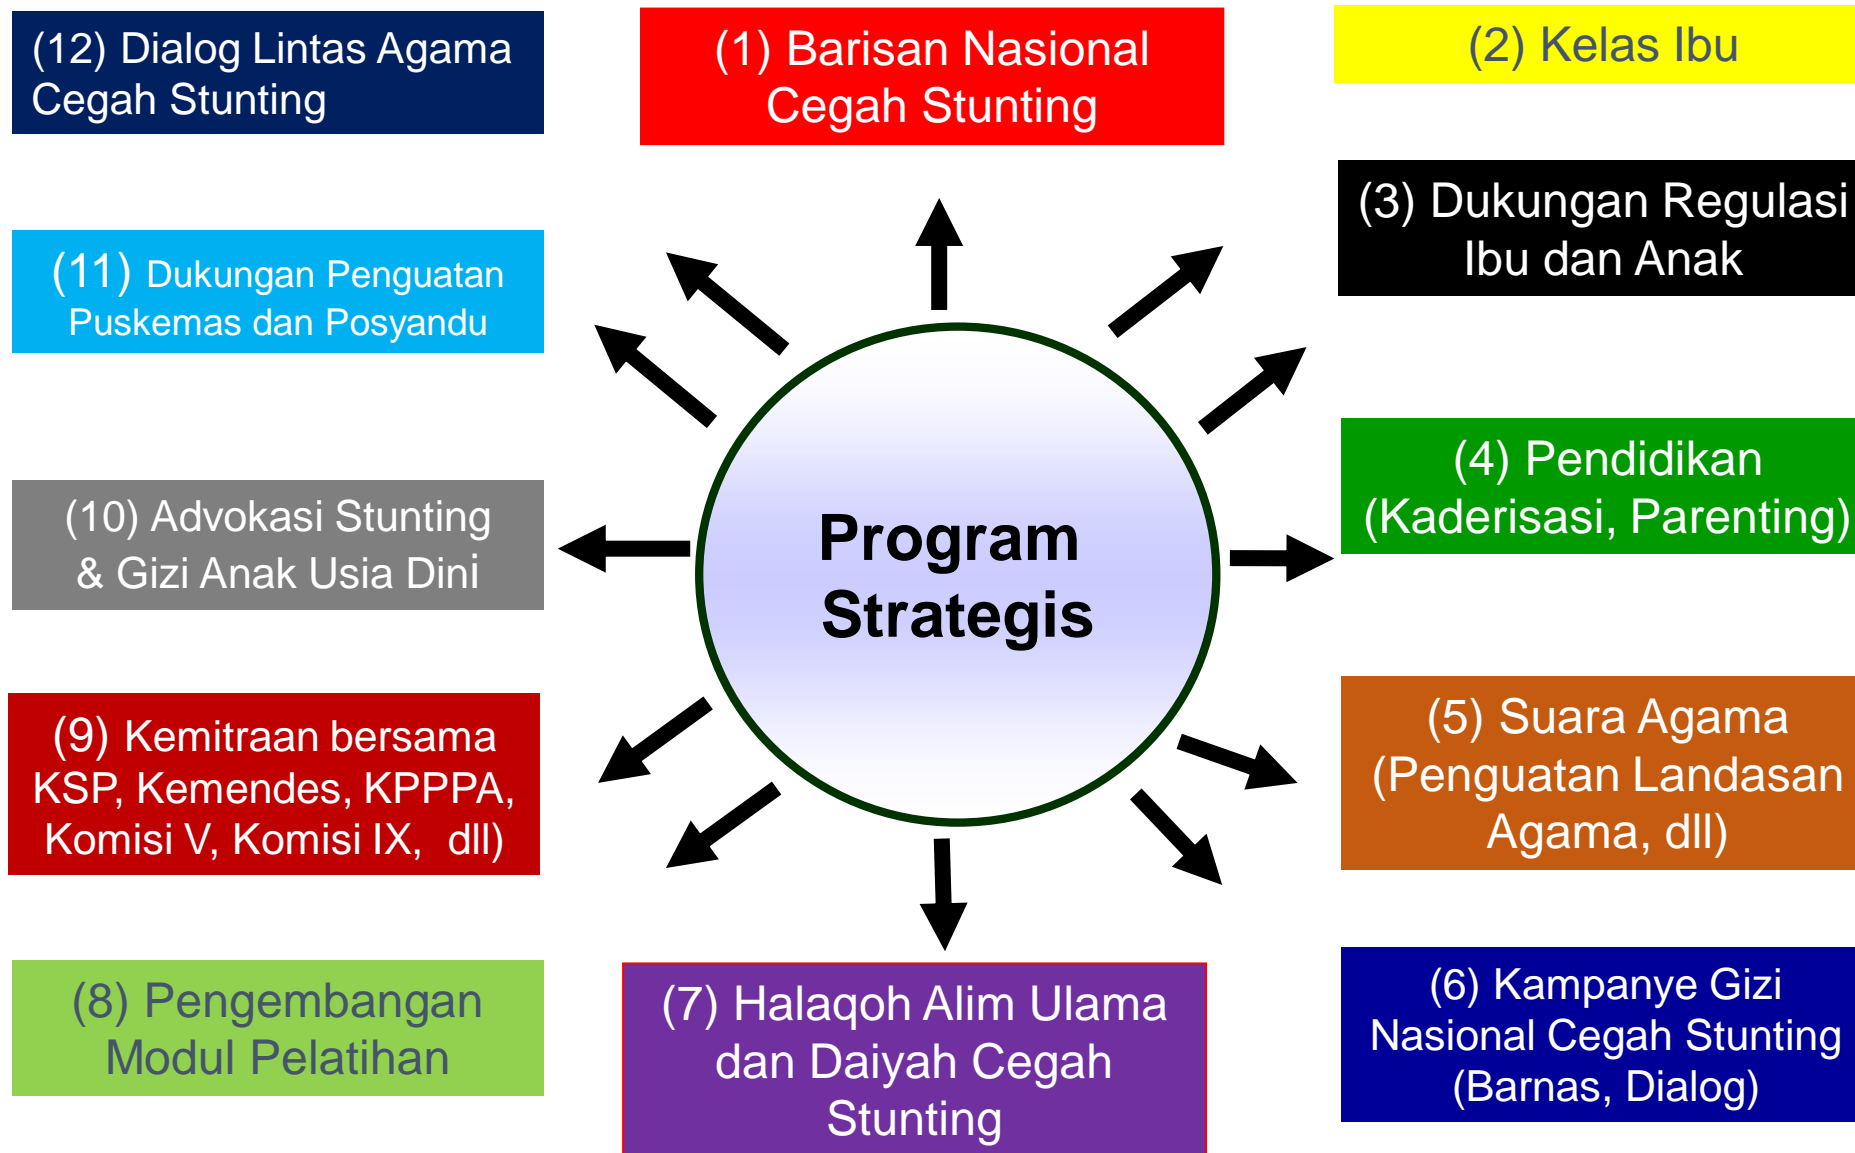 (12) Dialog Lintas Agama
Cegah Stunting
(1) Barisan Nasional
Cegah Stunting
(2) Kelas Ibu
(3) Dukungan Regulasi
Ibu dan Anak
(11) Dukungan Penguatan
Puskemas dan Posyandu
(4) Pendidikan
(Kaderisasi, Parenting)
(10) Advokasi Stunting
& Gizi Anak Usia Dini
Program
Strategis
(5) Suara Agama
(Penguatan Landasan
Agama, dll)
(9) Kemitraan bersama
KSP, Kemendes, KPPPA,
Komisi V, Komisi IX, dll)
(6) Kampanye Gizi
Nasional Cegah Stunting
(Barnas, Dialog)
(8) Pengembangan
Modul Pelatihan
(7) Halaqoh Alim Ulama
dan Daiyah Cegah
Stunting